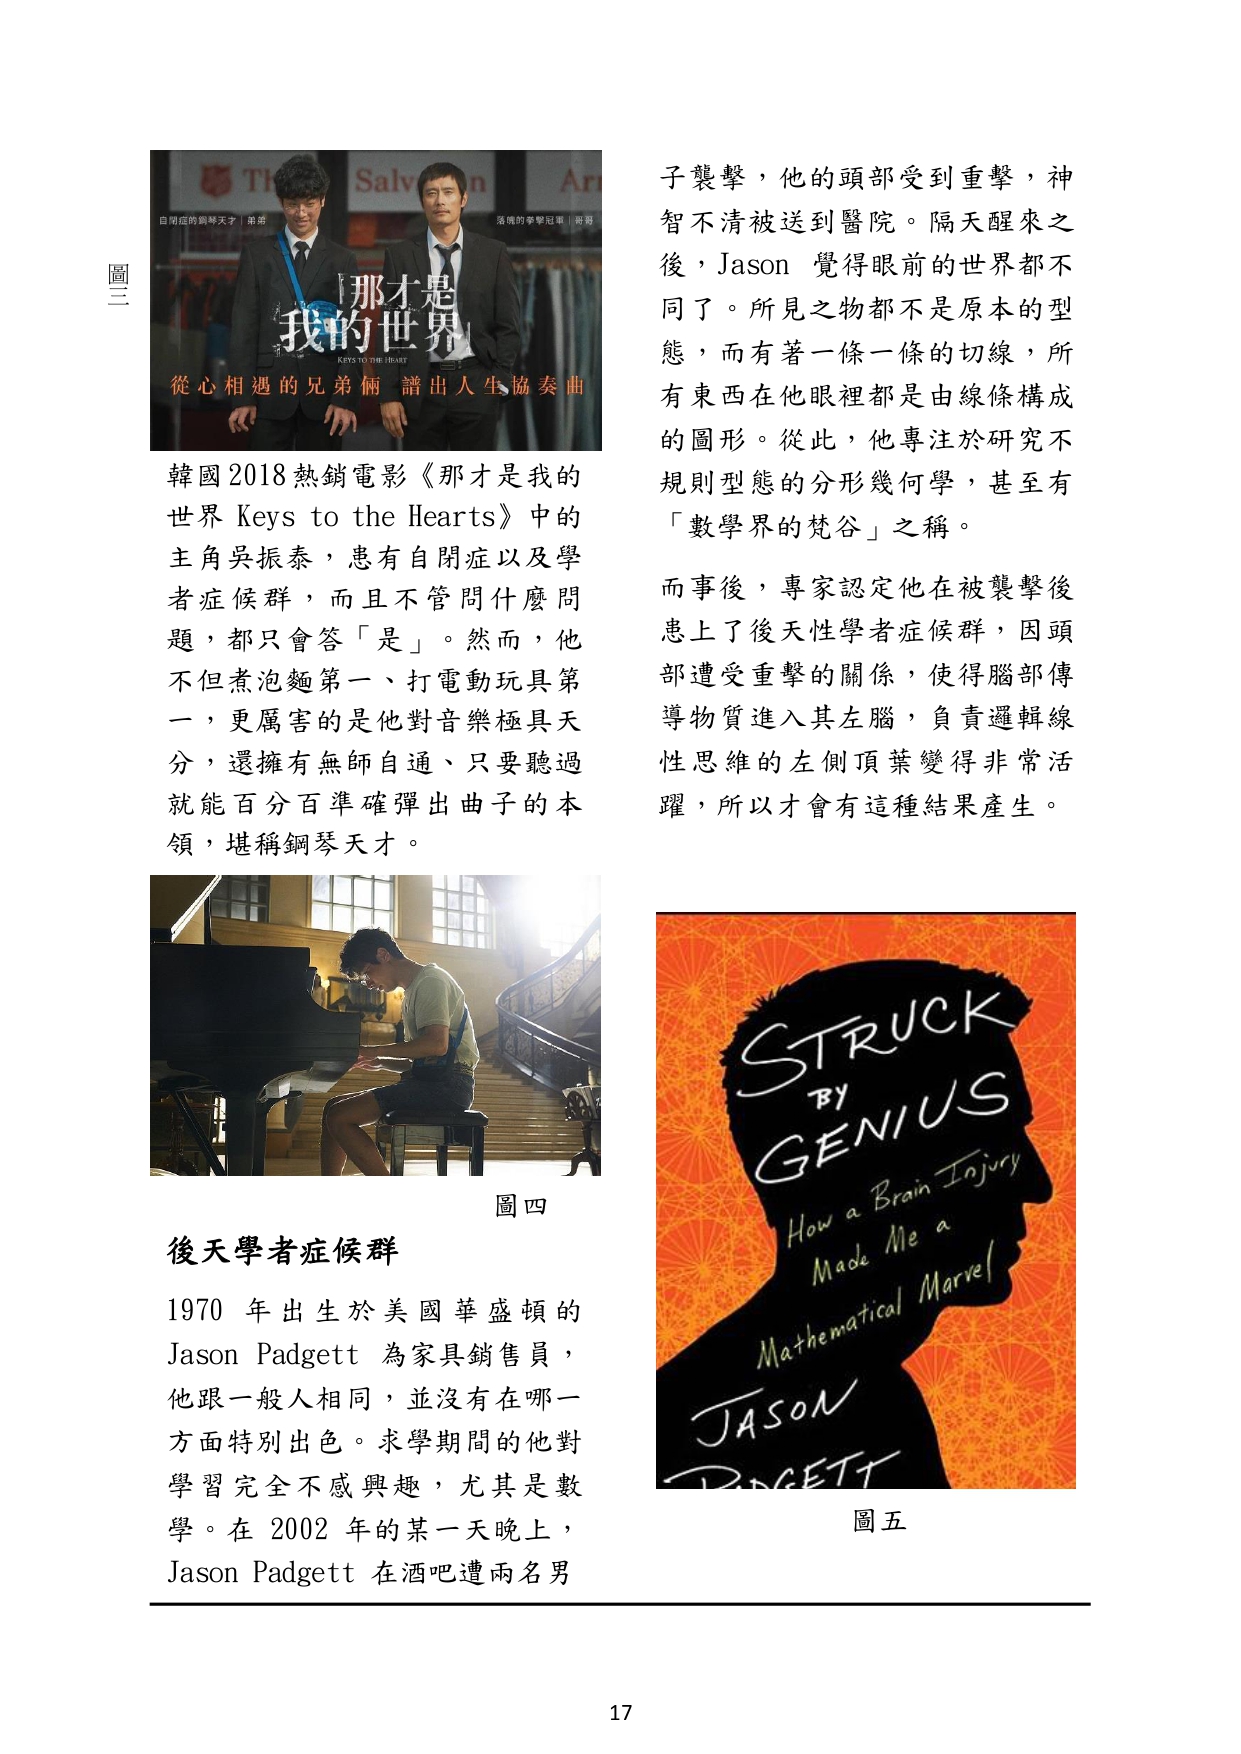 The Salvation Arm
自閉症的鋼琴天才｜弟弟
落魄的拳擊冠軍｜哥哥
那才是
我的世界
KEYS TO THE HEART
從心相遇的兄弟倆 譜出人生協奏曲
圖三
韓國2018熱銷電影《那才是我的
世界 Keys to the Hearts》中的
主角吳振泰，患有自閉症以及學
者症候群，而且不管問什麼問
題，都只會答「是」。然而，他
不但煮泡麵第一、打電動玩具第
一，更厲害的是他對音樂極具天
分，還擁有無師自通、只要聽過
就能百分百準確彈出曲子的本
領，堪稱鋼琴天才。
圖四
後天學者症候群
1970 年出生於美國華盛頓的
Jason Padgett 為家具銷售員，
他跟一般人相同，並沒有在哪一
方面特別出色。求學期間的他對
學習完全不感興趣，尤其是數
學。在 2002 年的某一天晚上，
Jason Padgett 在酒吧遭兩名男
子襲擊，他的頭部受到重擊，神
智不清被送到醫院。隔天醒來之
後，Jason 覺得眼前的世界都不
同了。所見之物都不是原本的型
態，而有著一條一條的切線，所
有東西在他眼裡都是由線條構成
的圖形。從此，他專注於研究不
規則型態的分形幾何學，甚至有
「數學界的梵谷」之稱。
而事後，專家認定他在被襲擊後
患上了後天性學者症候群，因頭
部遭受重擊的關係，使得腦部傳
導物質進入其左腦，負責邏輯線
性思維的左側頂葉變得非常活
躍，所以才會有這種結果產生。
STRUCK
BY
GENIUS
How a Brain Injury
Made Me a
Mathematical Marvel
JASON
PADGETT
圖五
17